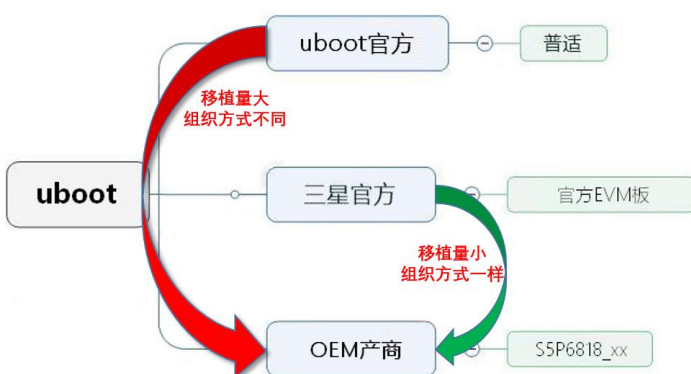 uboot官方
普适
移植量大
组织方式不同
uboot
三星官方
官方EVM板
移植量小
组织方式一样
OEM产商
S5P6818_xx